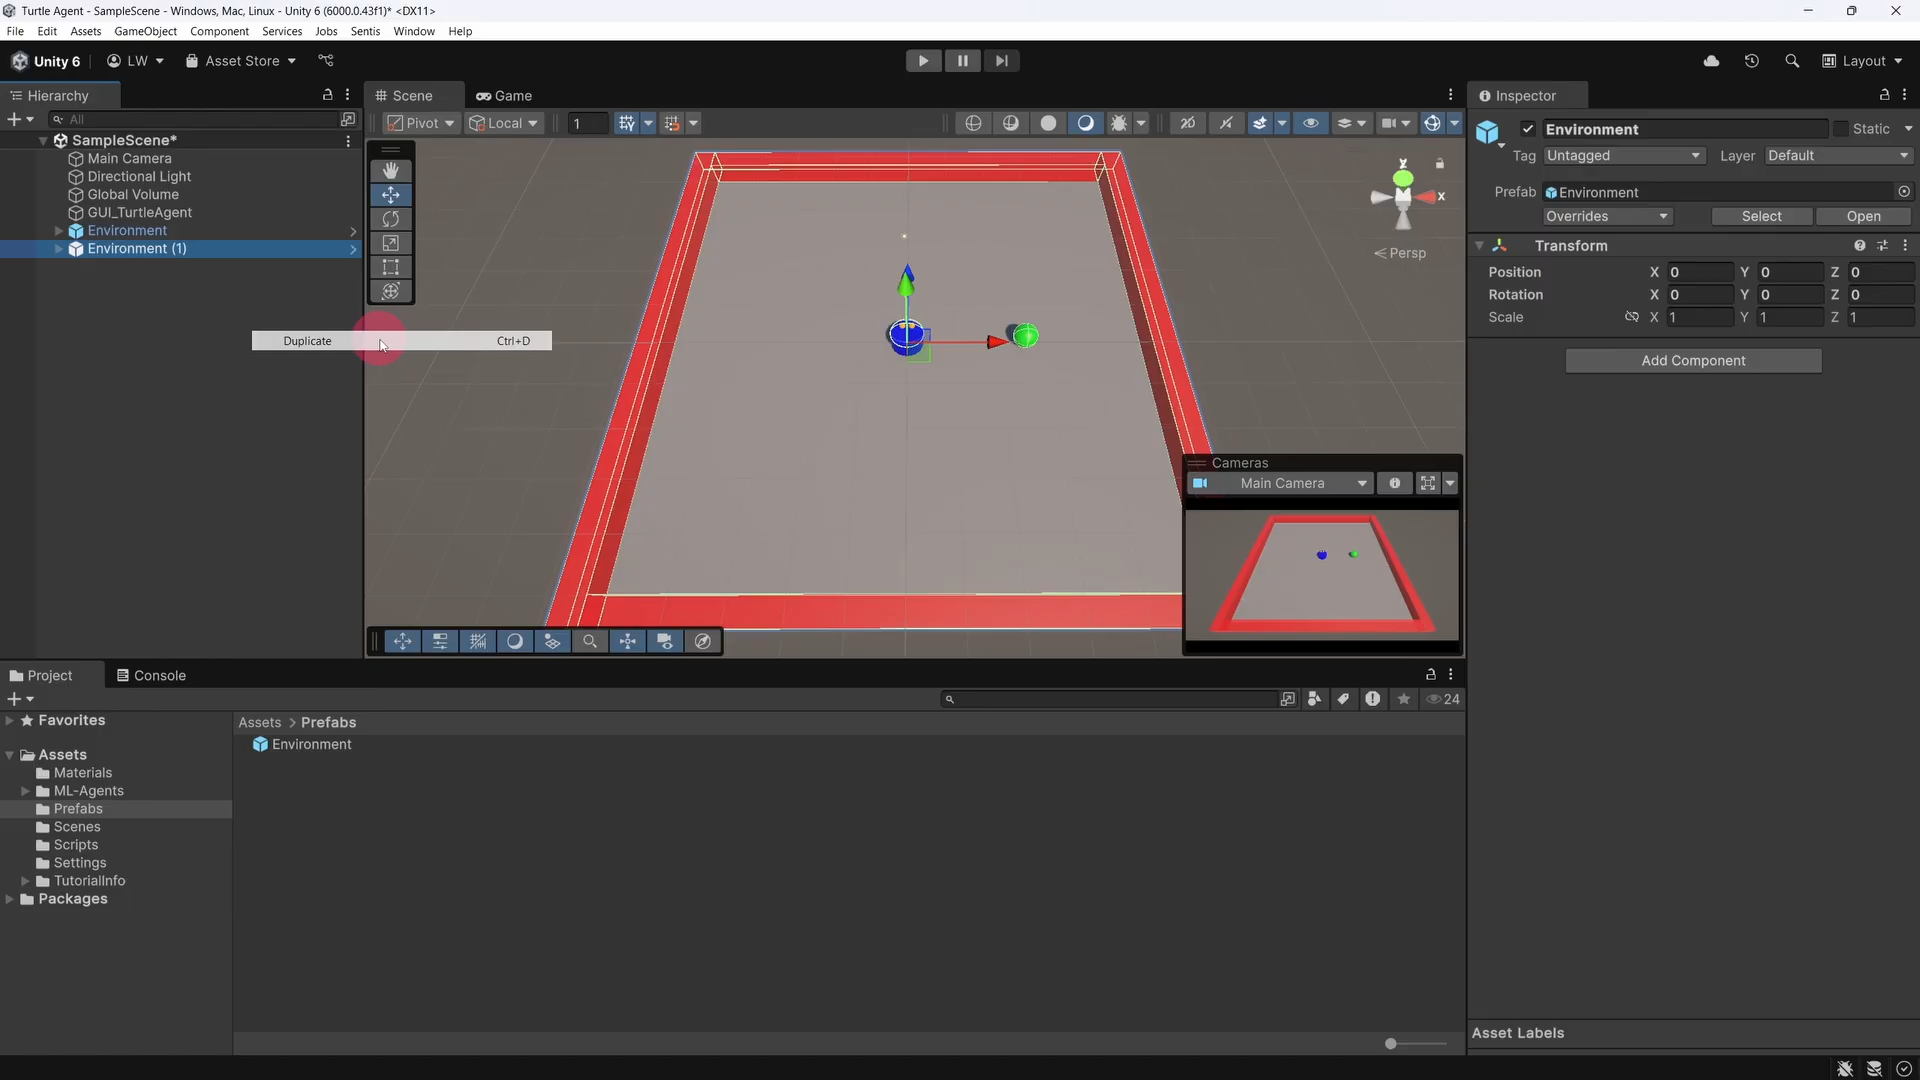 Turtle Agent - SampleScene - Windows, Mac, Linux - Unity 6 (6000.0.43f1)* <DX11>
File Edit Assets GameObject Component Services Jobs Sentis Window Help
Unity 6 LW Asset Store Layout
Hierarchy Scene Game Inspector
All Pivot Local 1 2D
SampleScene* Environment Static
Main Camera
Directional Light
Global Volume
GUI_TurtleAgent
Environment
Environment (1)
Duplicate Ctrl+D
X
< Persp
Cameras
Main Camera
Tag Untagged Layer Default
Prefab Environment
Overrides Select Open
Transform
Position X 0 Y 0 Z 0
Rotation X 0 Y 0 Z 0
Scale X 1 Y 1 Z 1
Add Component
Project Console
24
Favorites
Assets > Prefabs
Environment
Assets
Materials
ML-Agents
Prefabs
Scenes
Scripts
Settings
TutorialInfo
Packages
Asset Labels